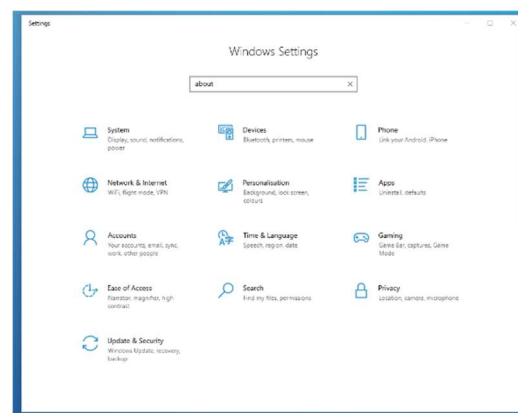 Settings
Windows Settings
about
System
Display, sound, notifications,
power
Devices
Bluetooth, printers, mouse
Phone
Link your Android, iPhone
Network & Internet
WiFi, flight mode, VPN
Personalisation
Background, lock screen,
colours
Apps
Uninstall, defaults
Accounts
Your accounts, email, sync,
work, other people
Time & Language
Speech, region, date
Gaming
Game Bar, captures, Game
Mode
Ease of Access
Narrator, magnifier, high
contrast
Search
Find my files, permissions
Privacy
Location, camera, microphone
Update & Security
Windows Update, recovery,
backup